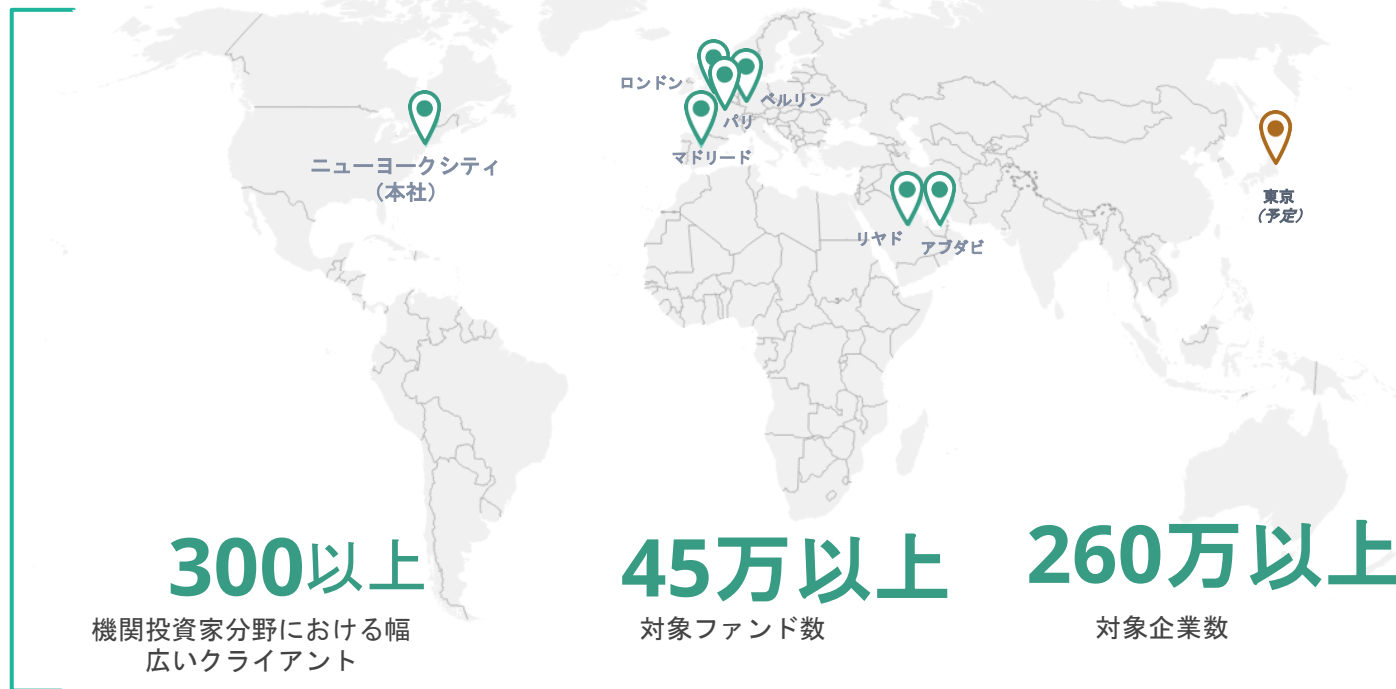 ロンドン
ベルリン
パリ
マドリード
ニューヨークシティ
（本社）
リヤド
アブダビ
東京
（予定）
300以上
機関投資家分野における幅
広いクライアント
45万以上
対象ファンド数
260万以上
対象企業数